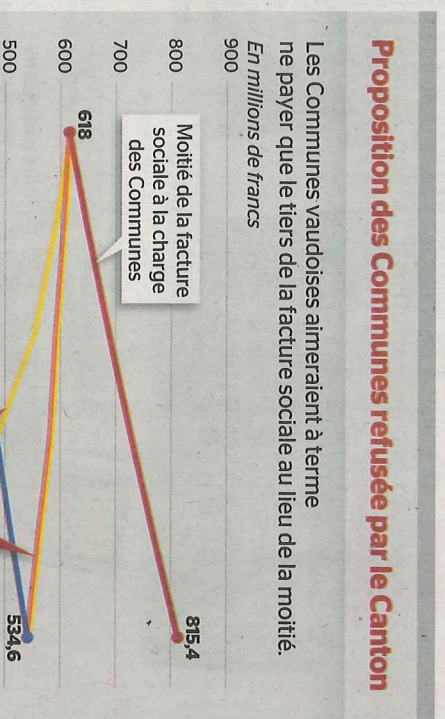 Proposition des Communes refusée par le Canton
Les Communes vaudoises aimeraient à terme
ne payer que le tiers de la facture sociale au lieu de la moitié.
En millions de francs
900
800
700
600
500
Moitié de la facture
sociale à la charge
des Communes
618
815,4
534,6